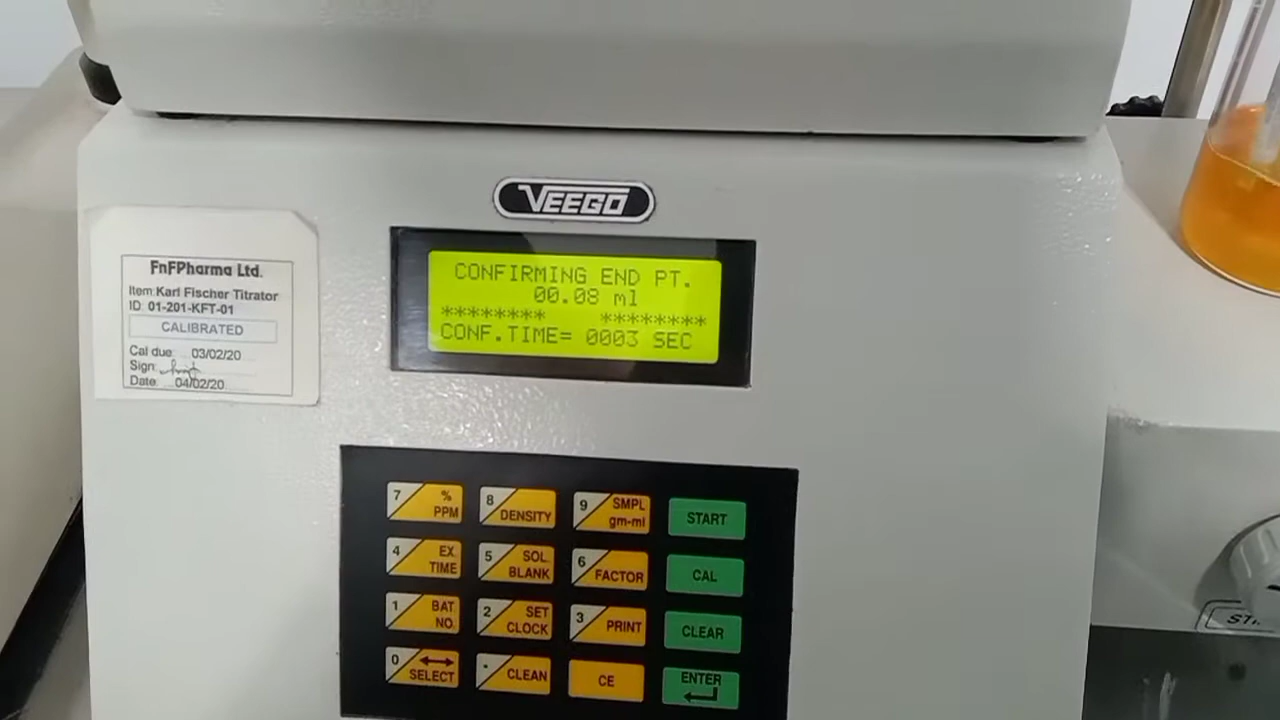 VEEGO
FnFPharma Ltd.
Item: Karl Fischer Titrator
ID: 01-201-KFT-01
CALIBRATED
Cal due: 03/02/20
Sign:
Date: 04/02/20
CONFIRMING END PT.
00.08 ml
******** ********
CONF.TIME= 0003 SEC
7 % PPM
8 DENSITY
9 SMPL gm-ml
START
4 EX. TIME
5 SOL. BLANK
6 FACTOR
CAL
1 BAT NO.
2 SET CLOCK
3 PRINT
CLEAR
0 SELECT
. CLEAN
CE
ENTER